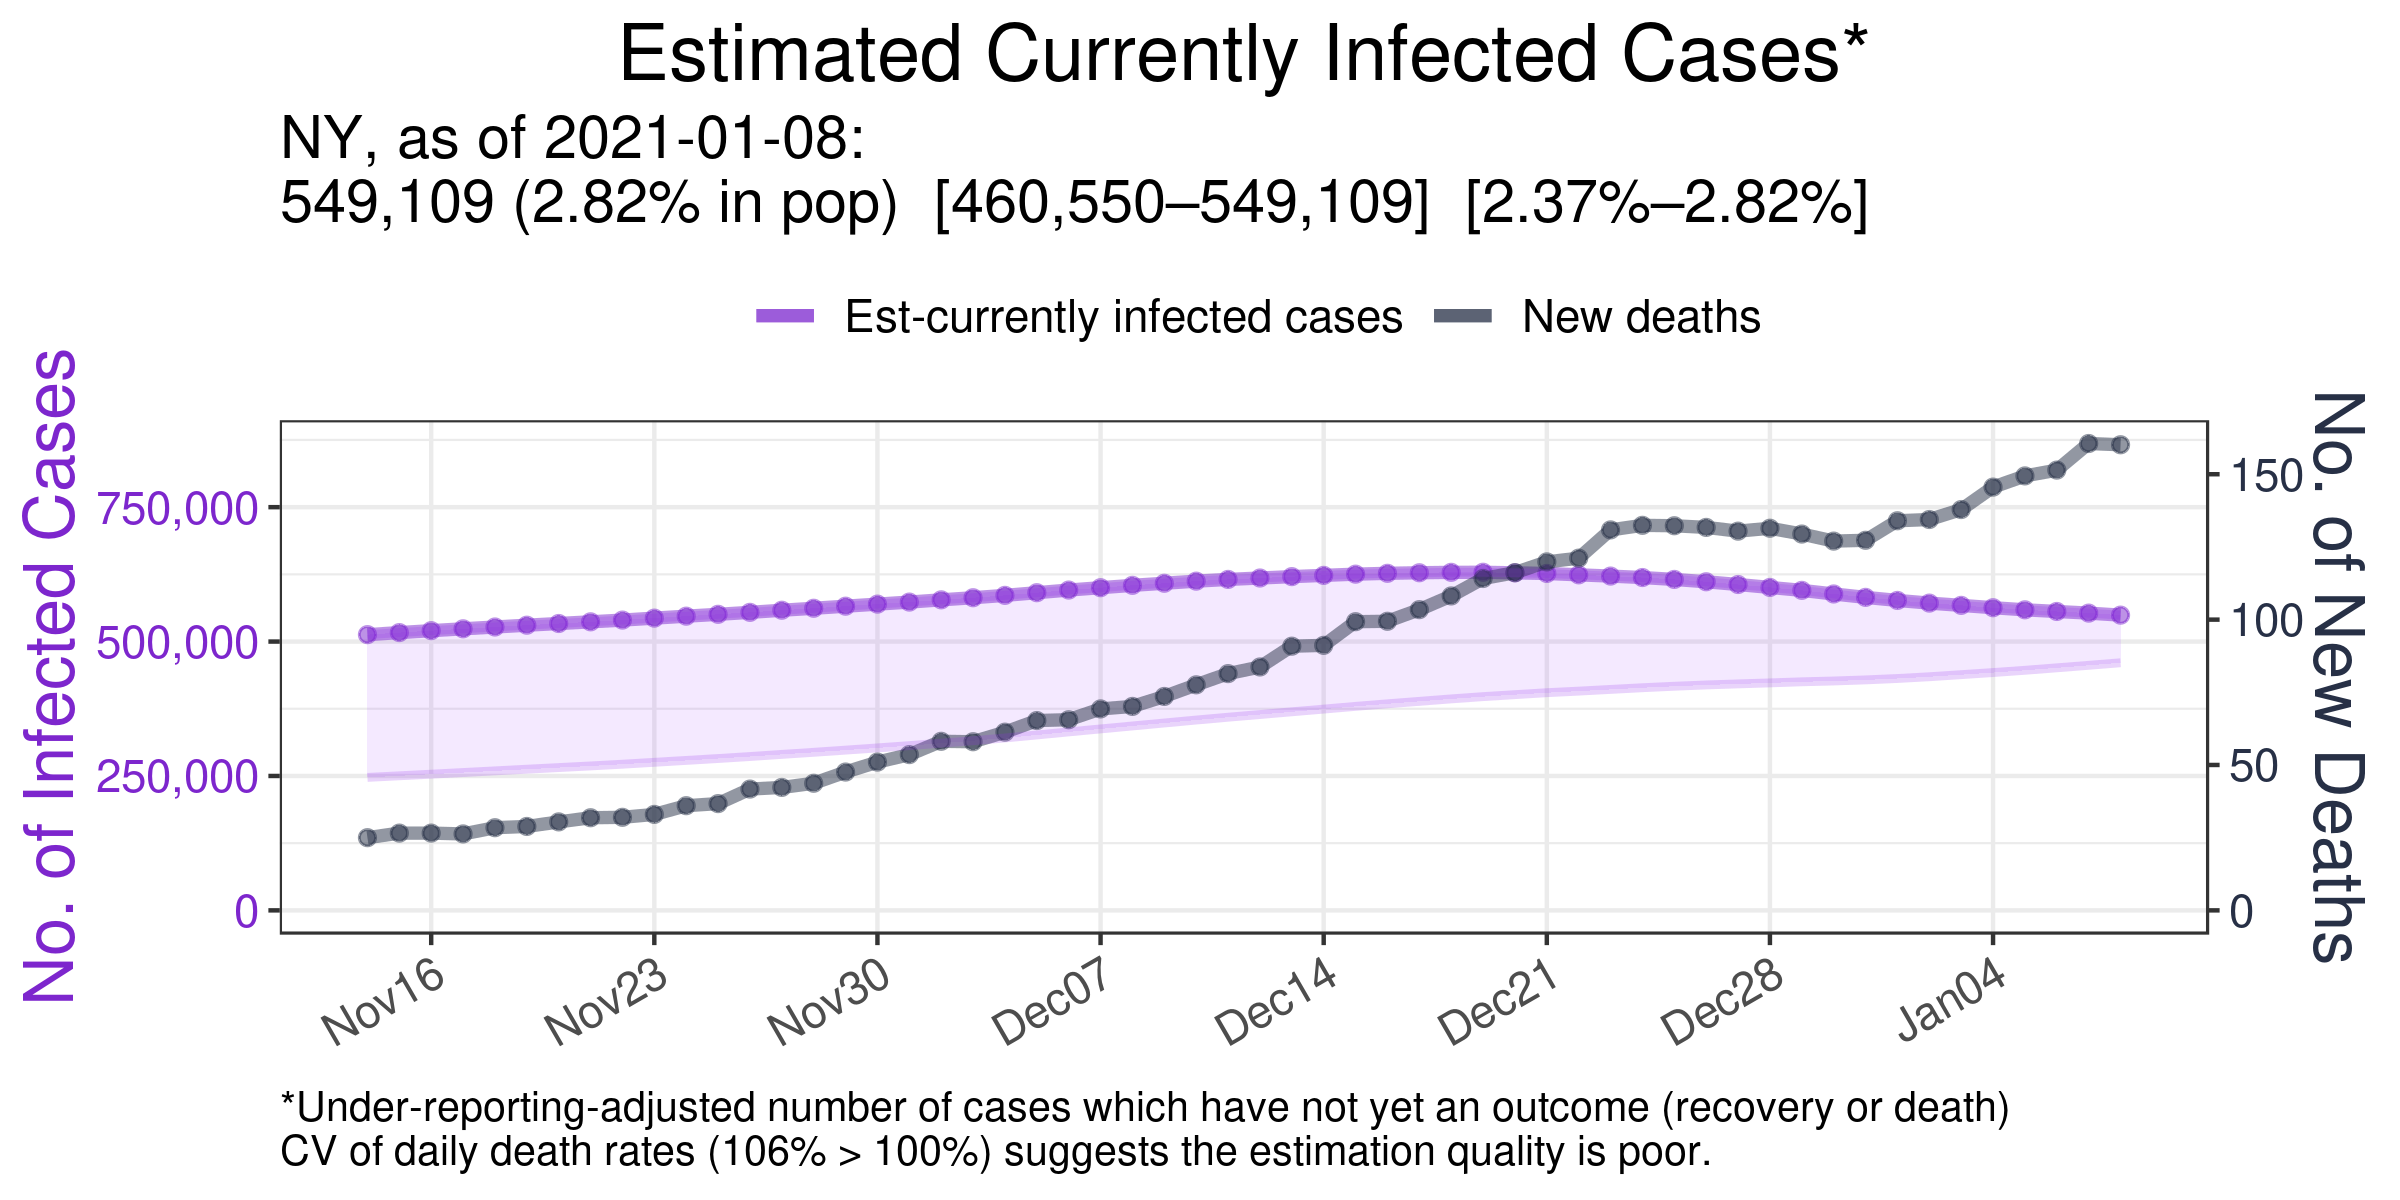 Estimated Currently Infected Cases*
NY, as of 2021-01-08:
549,109 (2.82% in pop)  [460,550–549,109]  [2.37%–2.82%]
Est-currently infected cases
New deaths
No. of Infected Cases
750,000
500,000
250,000
0
150
100
50
0
No. of New Deaths
Nov16
Nov23
Nov30
Dec07
Dec14
Dec21
Dec28
Jan04
*Under-reporting-adjusted number of cases which have not yet an outcome (recovery or death)
CV of daily death rates (106% > 100%) suggests the estimation quality is poor.